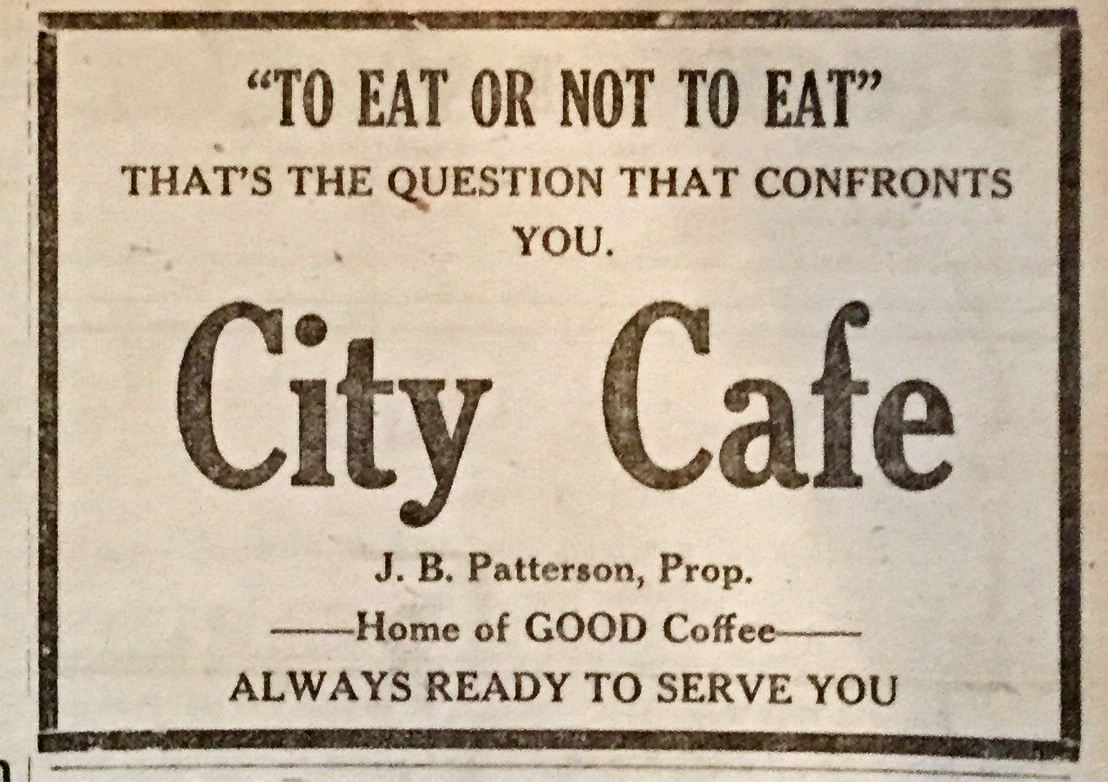 “TO EAT OR NOT TO EAT”
THAT'S THE QUESTION THAT CONFRONTS
YOU.
City Cafe
J. B. Patterson, Prop.
——Home of GOOD Coffee——
ALWAYS READY TO SERVE YOU